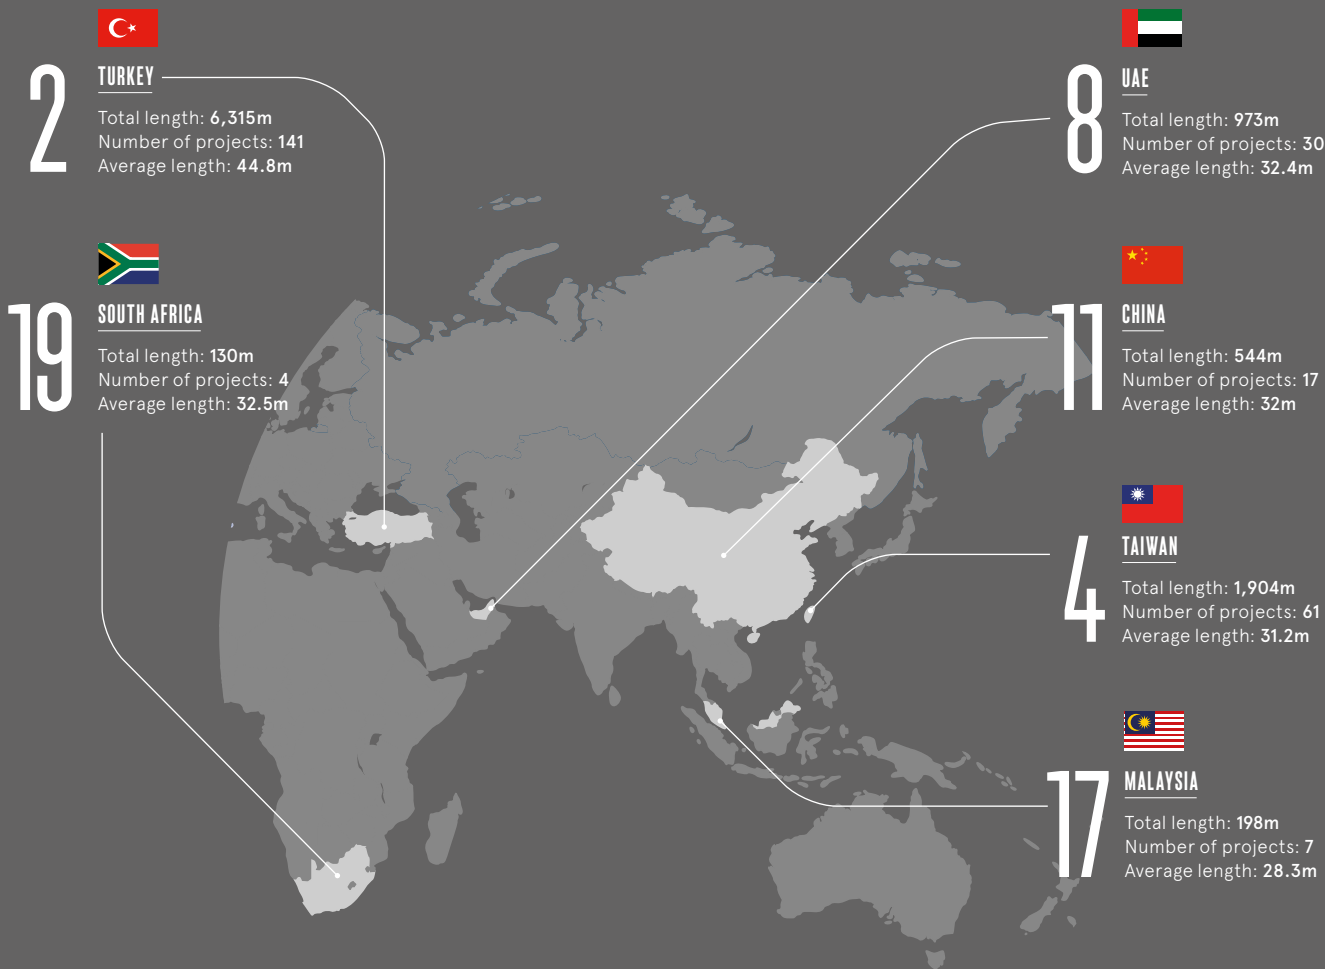 2
TURKEY
Total length: 6,315m
Number of projects: 141
Average length: 44.8m
19
SOUTH AFRICA
Total length: 130m
Number of projects: 4
Average length: 32.5m
8
UAE
Total length: 973m
Number of projects: 30
Average length: 32.4m
11
CHINA
Total length: 544m
Number of projects: 17
Average length: 32m
4
TAIWAN
Total length: 1,904m
Number of projects: 61
Average length: 31.2m
17
MALAYSIA
Total length: 198m
Number of projects: 7
Average length: 28.3m